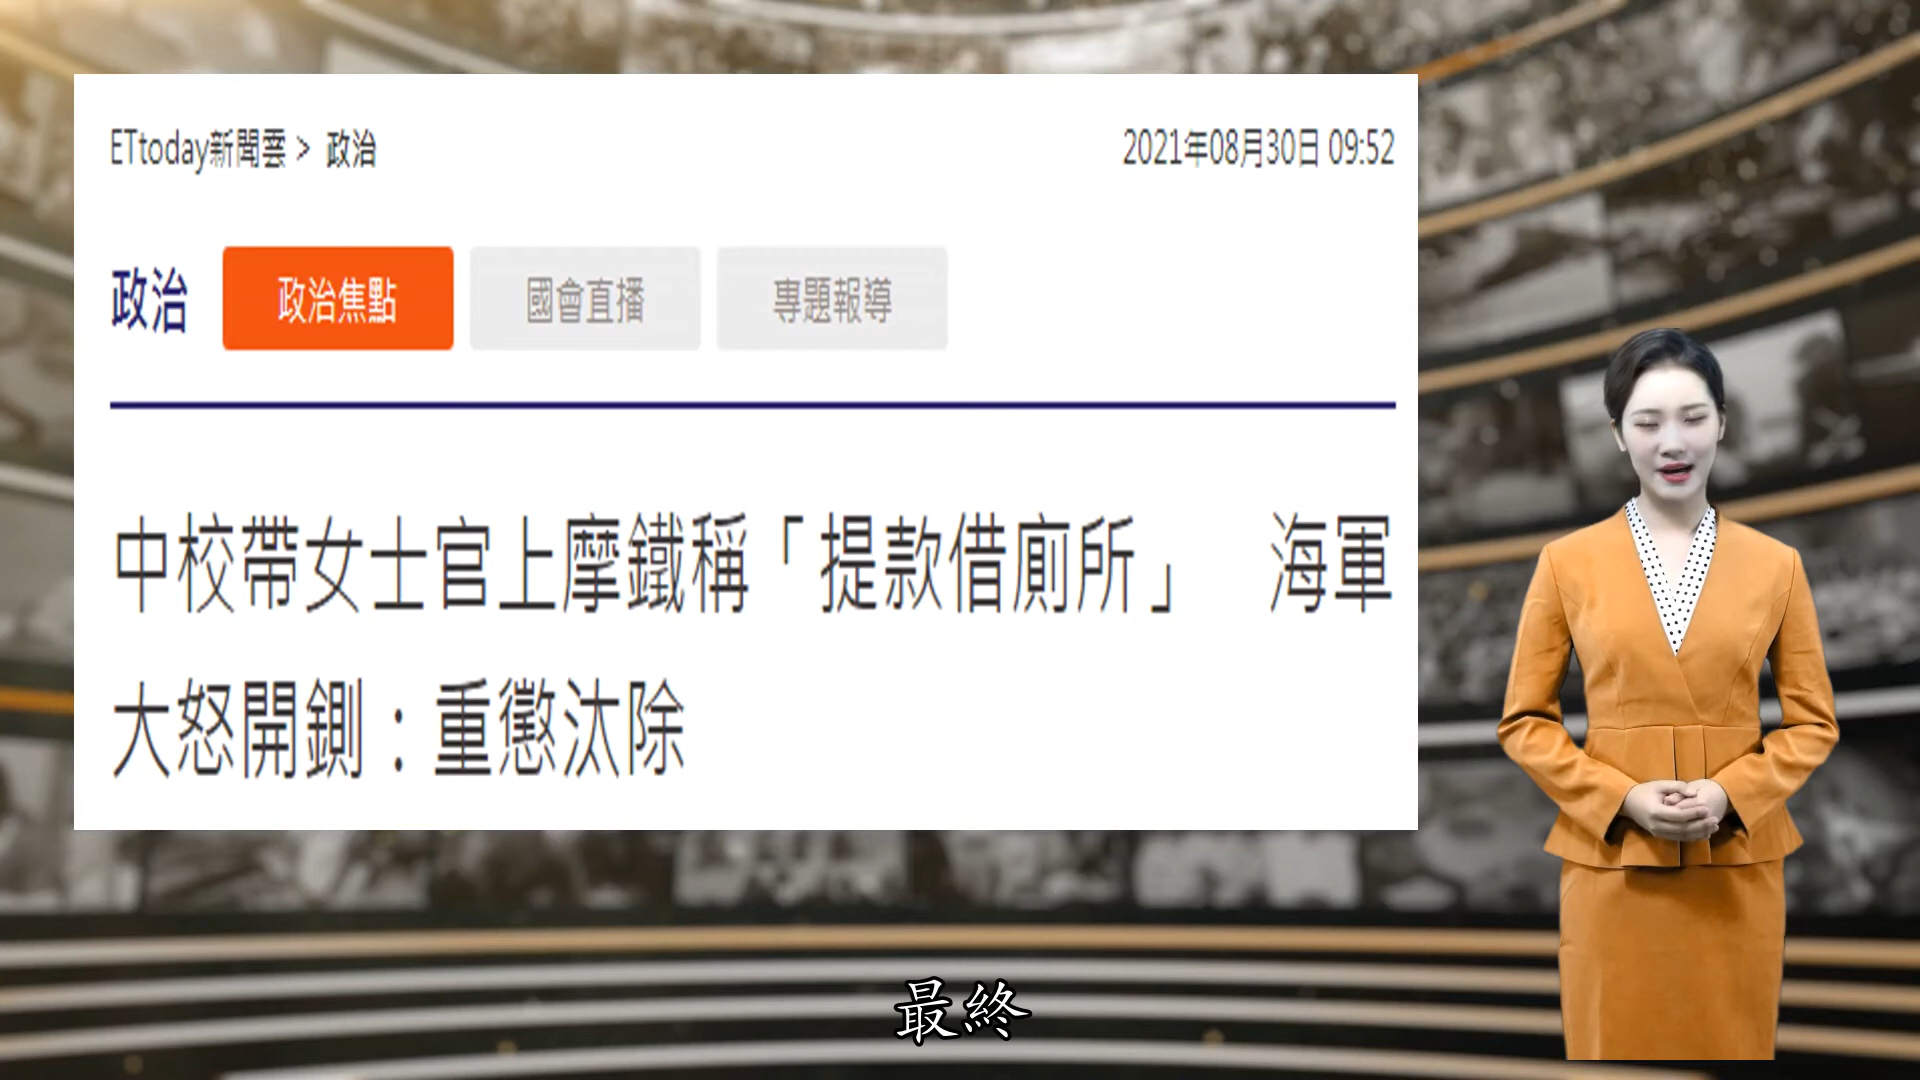 ETtoday新聞雲 > 政治
2021年08月30日 09:52
政治 政治焦點 國會直播 專題報導
中校帶女士官上摩鐵稱「提款借廁所」 海軍
大怒開鍘：重懲汰除
最終